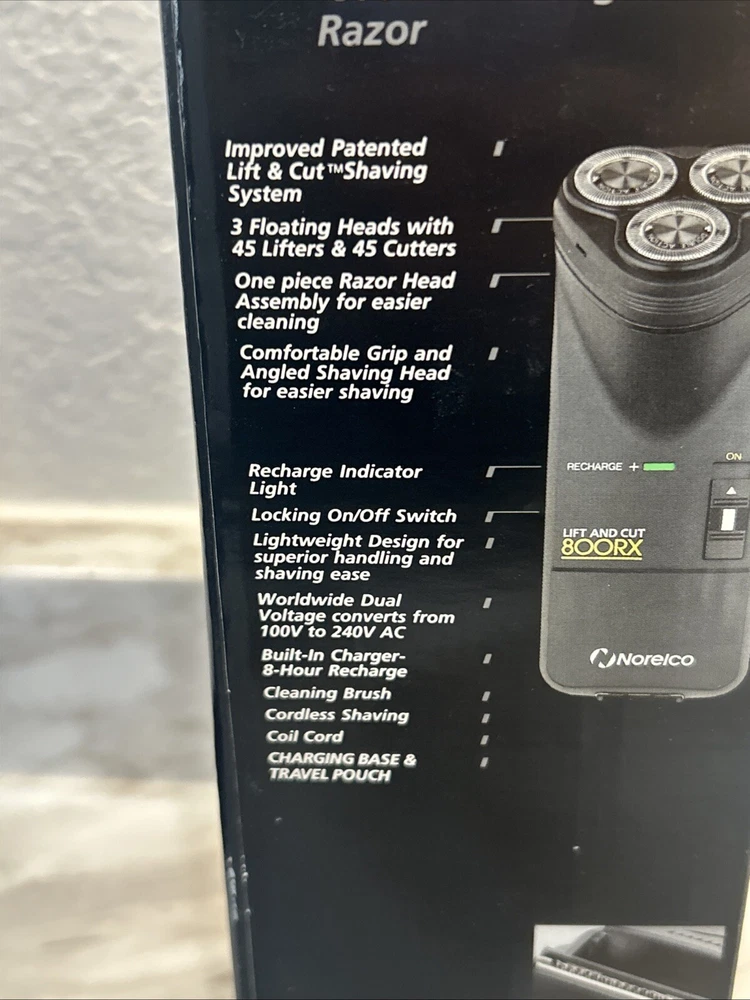 Razor
Improved Patented
Lift & Cut™Shaving
System
3 Floating Heads with
45 Lifters & 45 Cutters
One piece Razor Head
Assembly for easier
cleaning
Comfortable Grip and
Angled Shaving Head
for easier shaving
Recharge Indicator
Light
Locking On/Off Switch
Lightweight Design for
superior handling and
shaving ease
Worldwide Dual
Voltage converts from
100V to 240V AC
Built-In Charger-
8-Hour Recharge
Cleaning Brush
Cordless Shaving
Coil Cord
CHARGING BASE &
TRAVEL POUCH
RECHARGE +
ON
LIFT AND CUT
800RX
Norelco